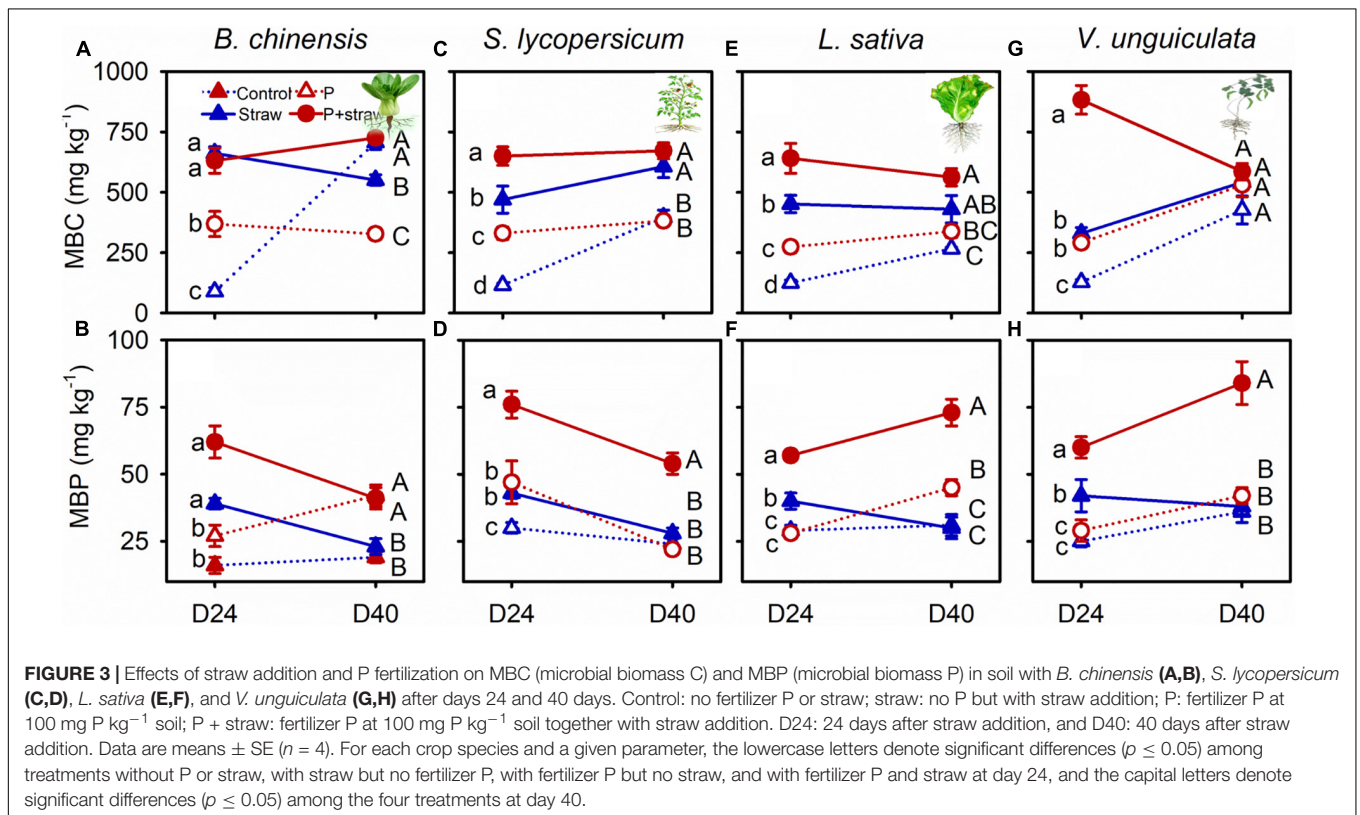 A B. chinensis C S. lycopersicum E L. sativa G V. unguiculata
MBC (mg kg⁻¹)
1000
750
500
250
0
Control P
Straw P+straw
a
a
b
c
A
A
B
C
a
b
c
d
A
A
B
B
a
b
c
d
A
AB
BC
C
a
b
b
c
A
A
A
A
B D F H
MBP (mg kg⁻¹)
100
75
50
25
a
a
b
b
A
A
B
B
a
b
b
c
A
B
B
B
a
b
c
c
A
B
C
C
a
b
c
c
A
B
B
B
D24 D40 D24 D40 D24 D40 D24 D40
FIGURE 3 | Effects of straw addition and P fertilization on MBC (microbial biomass C) and MBP (microbial biomass P) in soil with B. chinensis (A,B), S. lycopersicum
(C,D), L. sativa (E,F), and V. unguiculata (G,H) after days 24 and 40 days. Control: no fertilizer P or straw; straw: no P but with straw addition; P: fertilizer P at
100 mg P kg⁻¹ soil; P + straw: fertilizer P at 100 mg P kg⁻¹ soil together with straw addition. D24: 24 days after straw addition, and D40: 40 days after straw
addition. Data are means ± SE (n = 4). For each crop species and a given parameter, the lowercase letters denote significant differences (p ≤ 0.05) among
treatments without P or straw, with straw but no fertilizer P, with fertilizer P but no straw, and with fertilizer P and straw at day 24, and the capital letters denote
significant differences (p ≤ 0.05) among the four treatments at day 40.